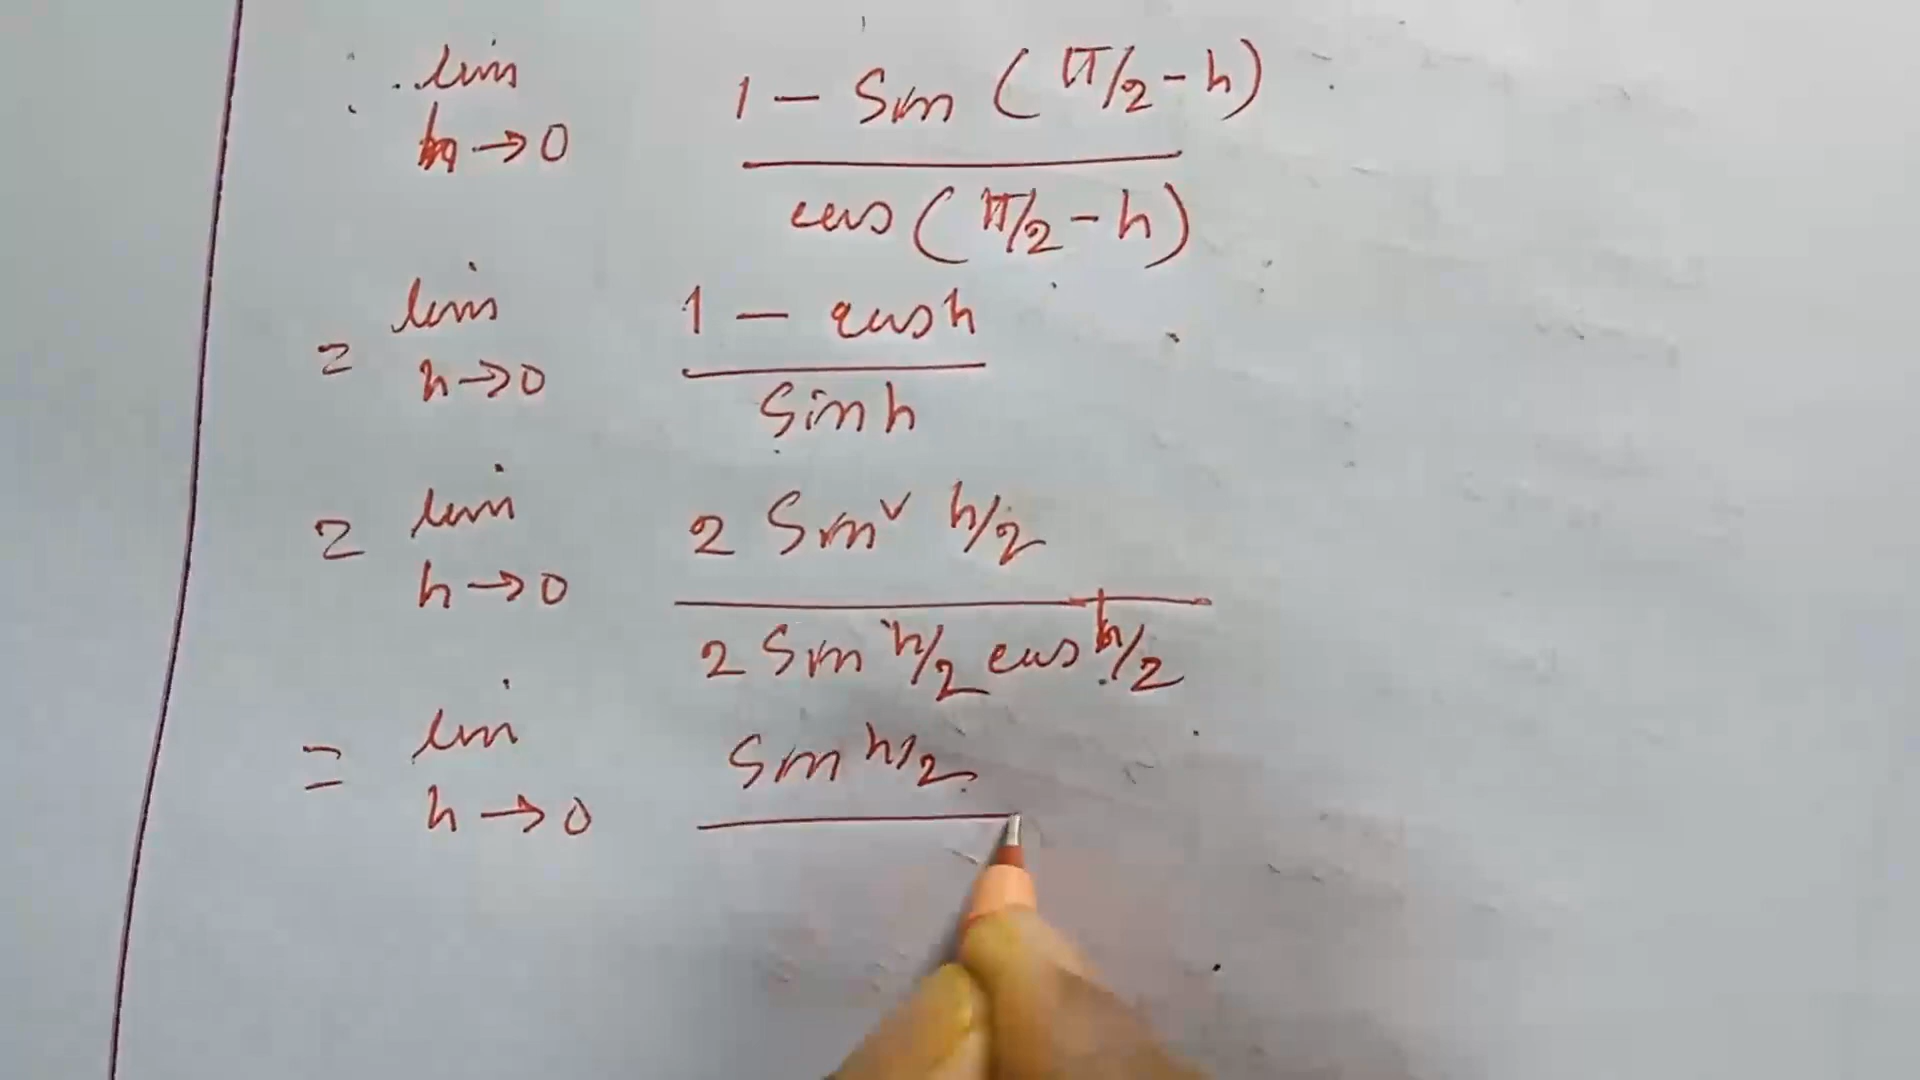 ∴ lim h→0 1 - Sin (π/2 - h) / cos (π/2 - h)
= lim h→0 1 - cos h / Sin h
= lim h→0 2 Sin² h/2 / 2 Sin h/2 cos h/2
= lim h→0 Sin h/2